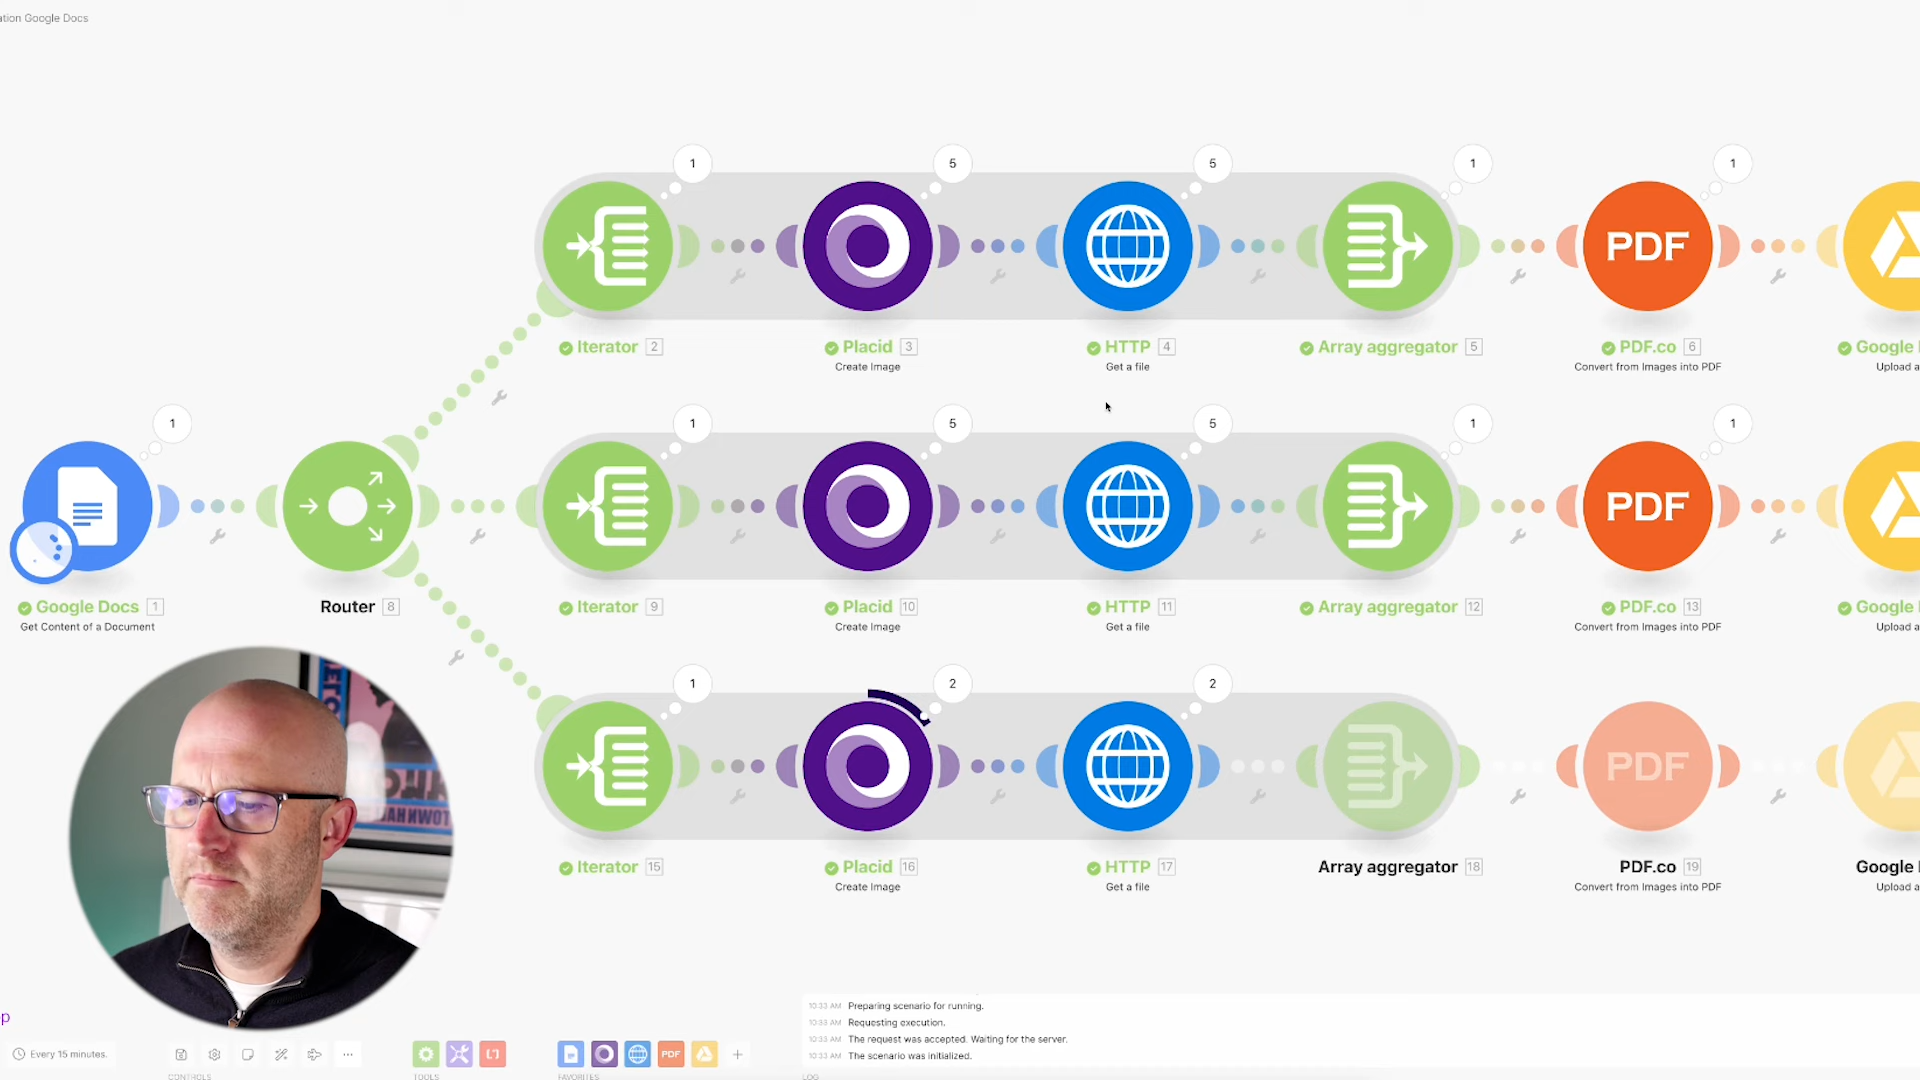 ation Google Docs
1
5
5
1
1
PDF
Iterator 2
Placid 3
Create Image
HTTP 4
Get a file
Array aggregator 5
PDF.co 6
Convert from Images into PDF
Google
Upload a
1
1
5
5
1
1
PDF
Google Docs 1
Get Content of a Document
Router 8
Iterator 9
Placid 10
Create Image
HTTP 11
Get a file
Array aggregator 12
PDF.co 13
Convert from Images into PDF
Google
Upload a
1
2
2
PDF
Iterator 15
Placid 16
Create Image
HTTP 17
Get a file
Array aggregator 18
PDF.co 19
Convert from Images into PDF
Google
Upload a
TOWNHA
p
Every 15 minutes.
CONTROLS
TOOLS
PDF
FAVORITES
10:33 AM Preparing scenario for running.
10:33 AM Requesting execution.
10:33 AM The request was accepted. Waiting for the server.
10:33 AM The scenario was initialized.
LOG